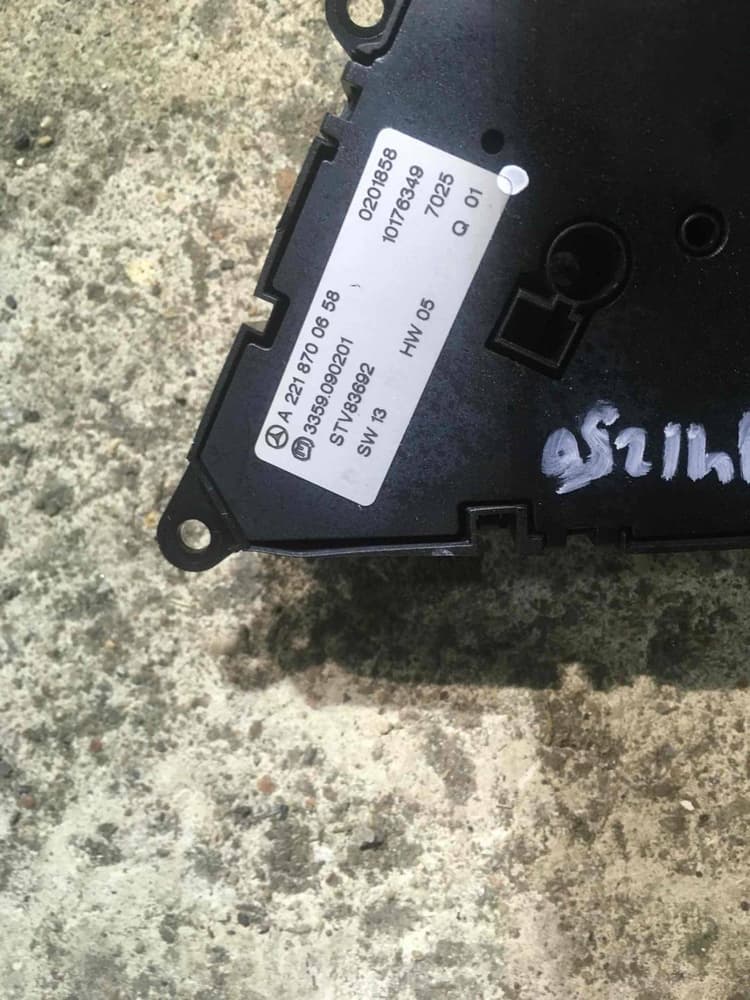 A 221 870 06 58 0201858
3359.090201 10176349
STV83692 7025
SW 13 HW 05 Q 01